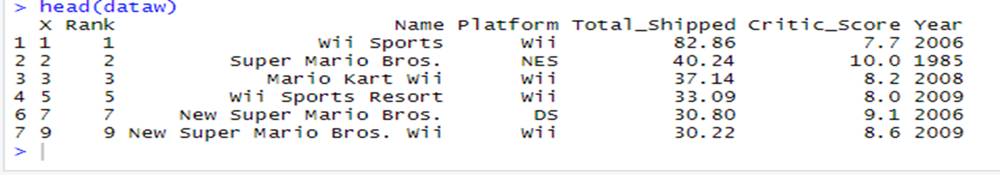 > head(dataw)
  X Rank                      Name Platform Total_Shipped Critic_Score Year
1 1    1                Wii Sports      Wii         82.86          7.7 2006
2 2    2         Super Mario Bros.      NES         40.24         10.0 1985
3 3    3            Mario Kart Wii      Wii         37.14          8.2 2008
4 5    5         Wii Sports Resort      Wii         33.09          8.0 2009
6 7    7     New Super Mario Bros.       DS         30.80          9.1 2006
7 9    9 New Super Mario Bros. Wii      Wii         30.22          8.6 2009
>